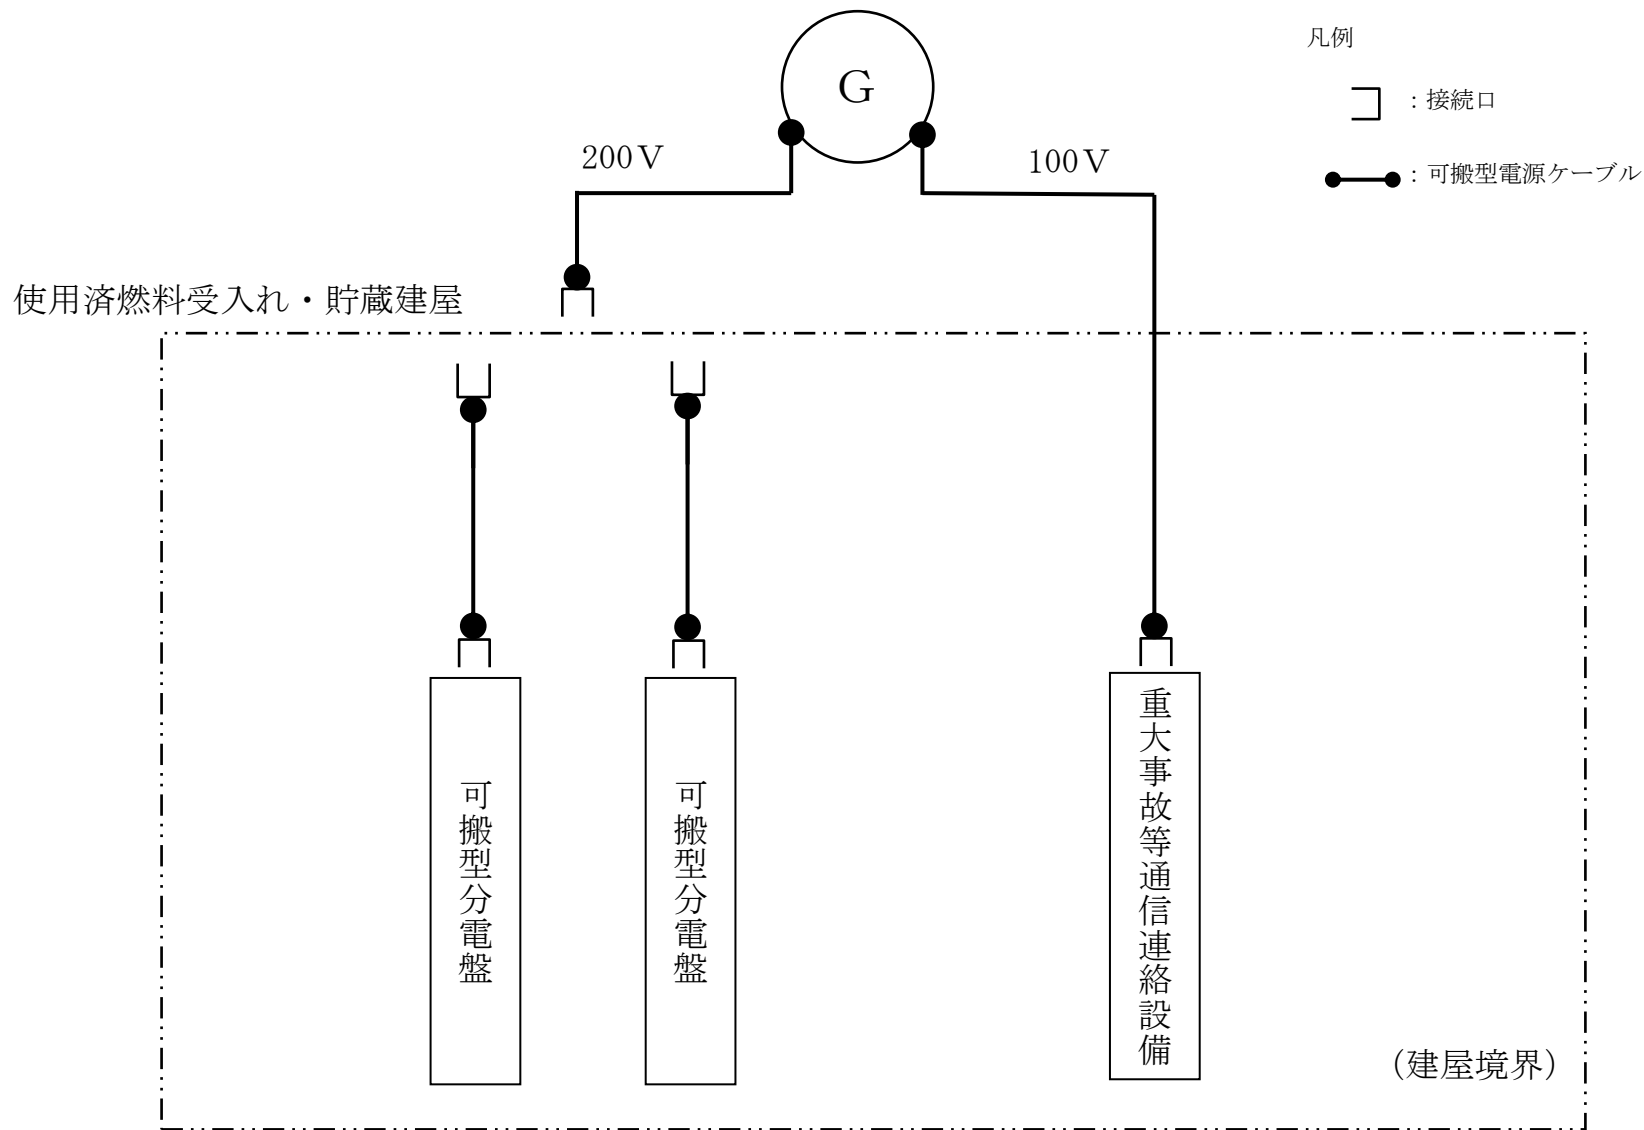 G
凡例
：接続口
200V
100V
：可搬型電源ケーブル
使用済燃料受入れ・貯蔵建屋
可搬型分電盤
可搬型分電盤
重大事故等通信連絡設備
（建屋境界）